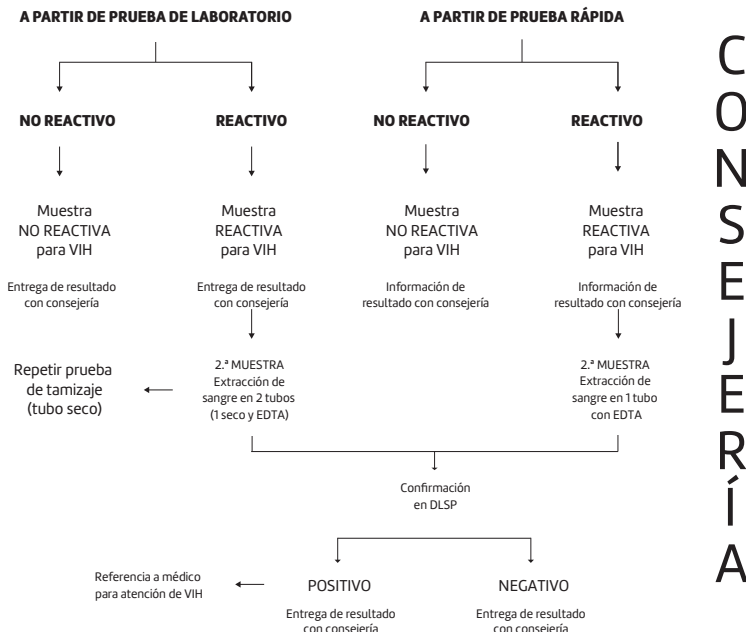 A PARTIR DE PRUEBA DE LABORATORIO
NO REACTIVO
REACTIVO
Muestra
NO REACTIVA
para VIH
Entrega de resultado
con consejería
Muestra
REACTIVA
para VIH
Entrega de resultado
con consejería
Repetir prueba
de tamizaje
(tubo seco)
2.ª MUESTRA
Extracción de
sangre en 2 tubos
(1 seco y EDTA)
A PARTIR DE PRUEBA RÁPIDA
NO REACTIVO
REACTIVO
Muestra
NO REACTIVA
para VIH
Información de
resultado con consejería
Muestra
REACTIVA
para VIH
Información de
resultado con consejería
2.ª MUESTRA
Extracción de
sangre en 1 tubo
con EDTA
Confirmación
en DLSP
Referencia a médico
para atención de VIH
POSITIVO
Entrega de resultado
con consejería
NEGATIVO
Entrega de resultado
con consejería
CONSEJERÍA